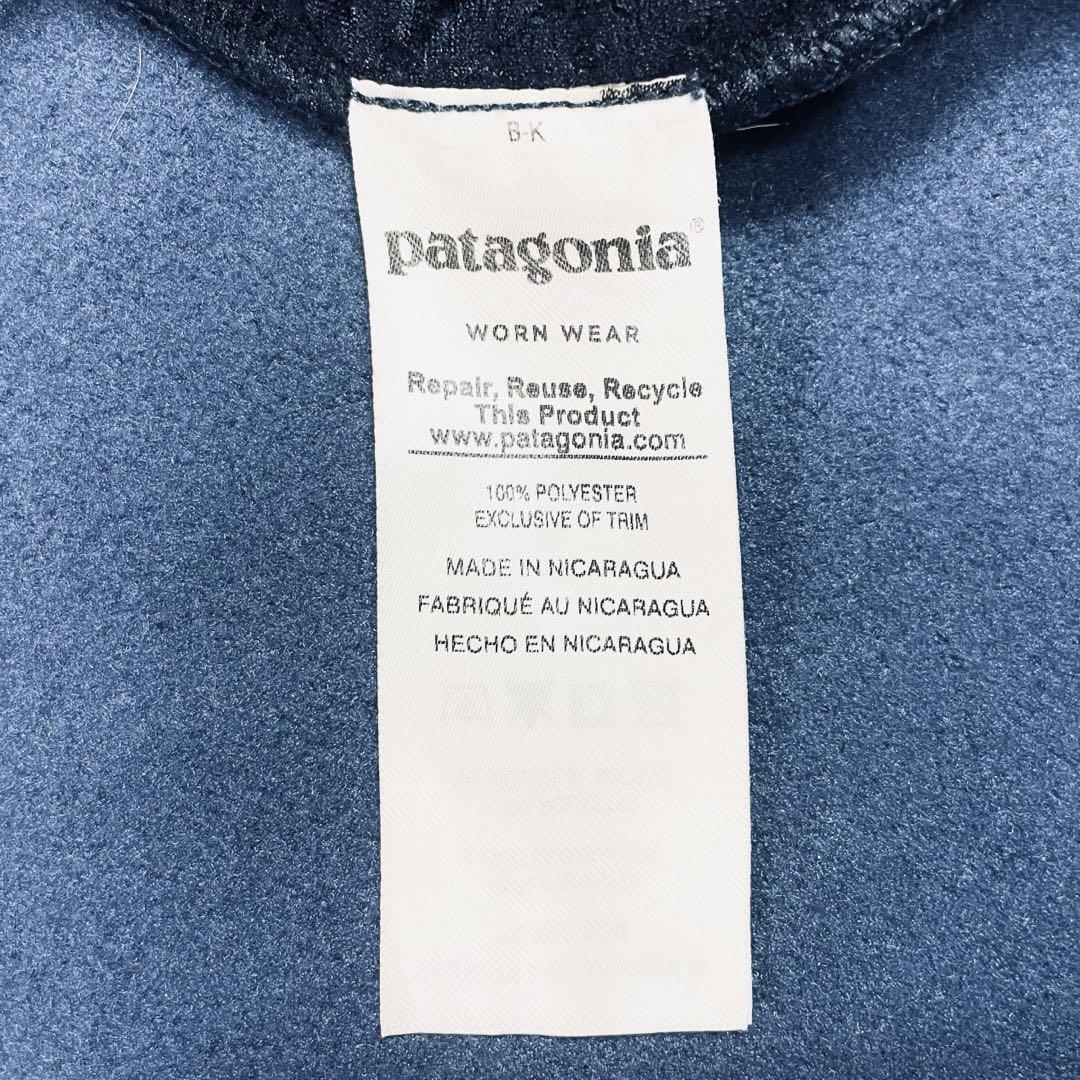 B-K
patagonia®
WORN WEAR
Repair, Reuse, Recycle
This Product
www.patagonia.com
100% POLYESTER
EXCLUSIVE OF TRIM
MADE IN NICARAGUA
FABRIQUÉ AU NICARAGUA
HECHO EN NICARAGUA